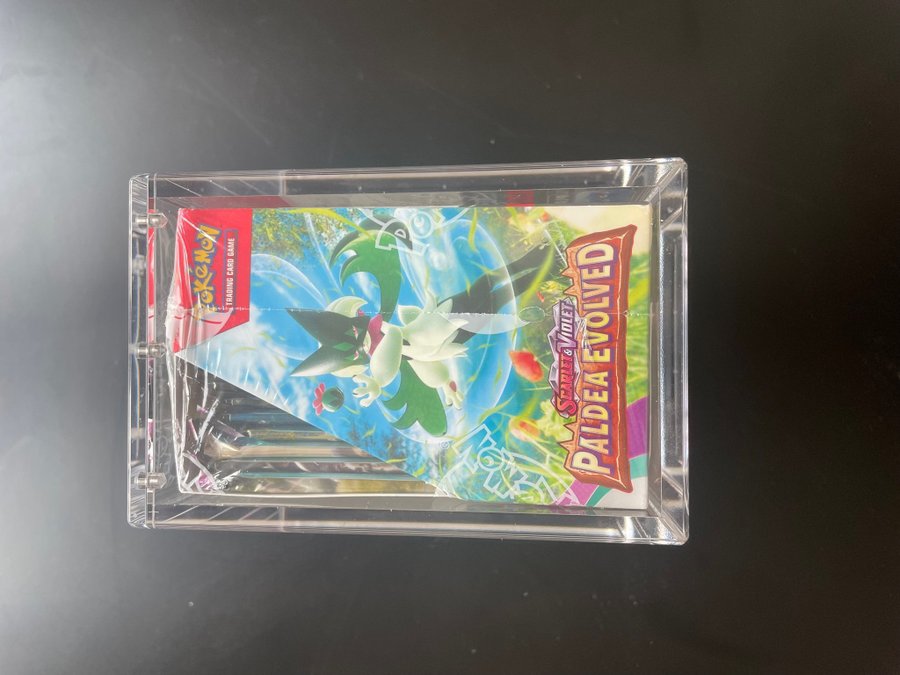 POKéMON
TRADING CARD GAME
SCARLET & VIOLET
PALDEA EVOLVED